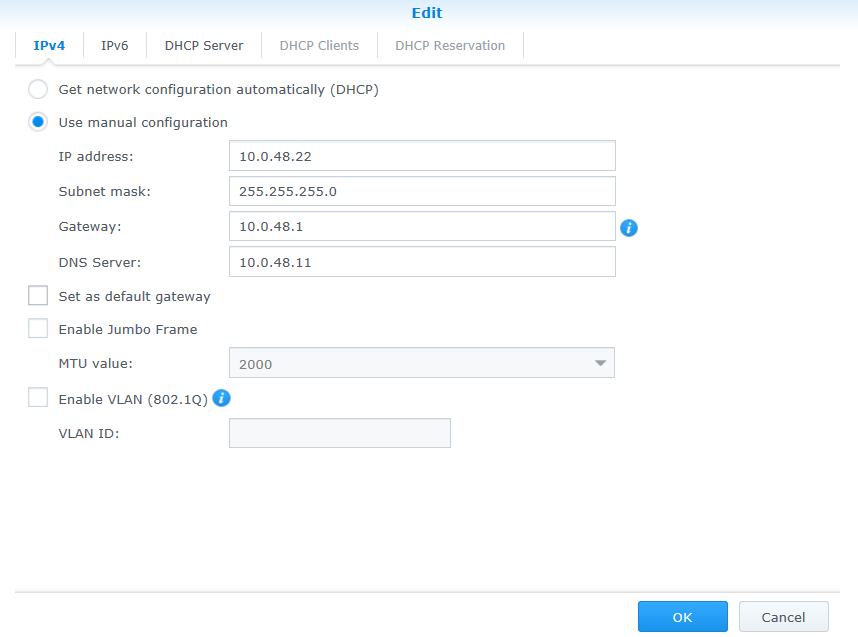 Edit
IPv4 IPv6 DHCP Server DHCP Clients DHCP Reservation
Get network configuration automatically (DHCP)
Use manual configuration
IP address: 10.0.48.22
Subnet mask: 255.255.255.0
Gateway: 10.0.48.1 i
DNS Server: 10.0.48.11
Set as default gateway
Enable Jumbo Frame
MTU value: 2000
Enable VLAN (802.1Q) i
VLAN ID:
OK Cancel